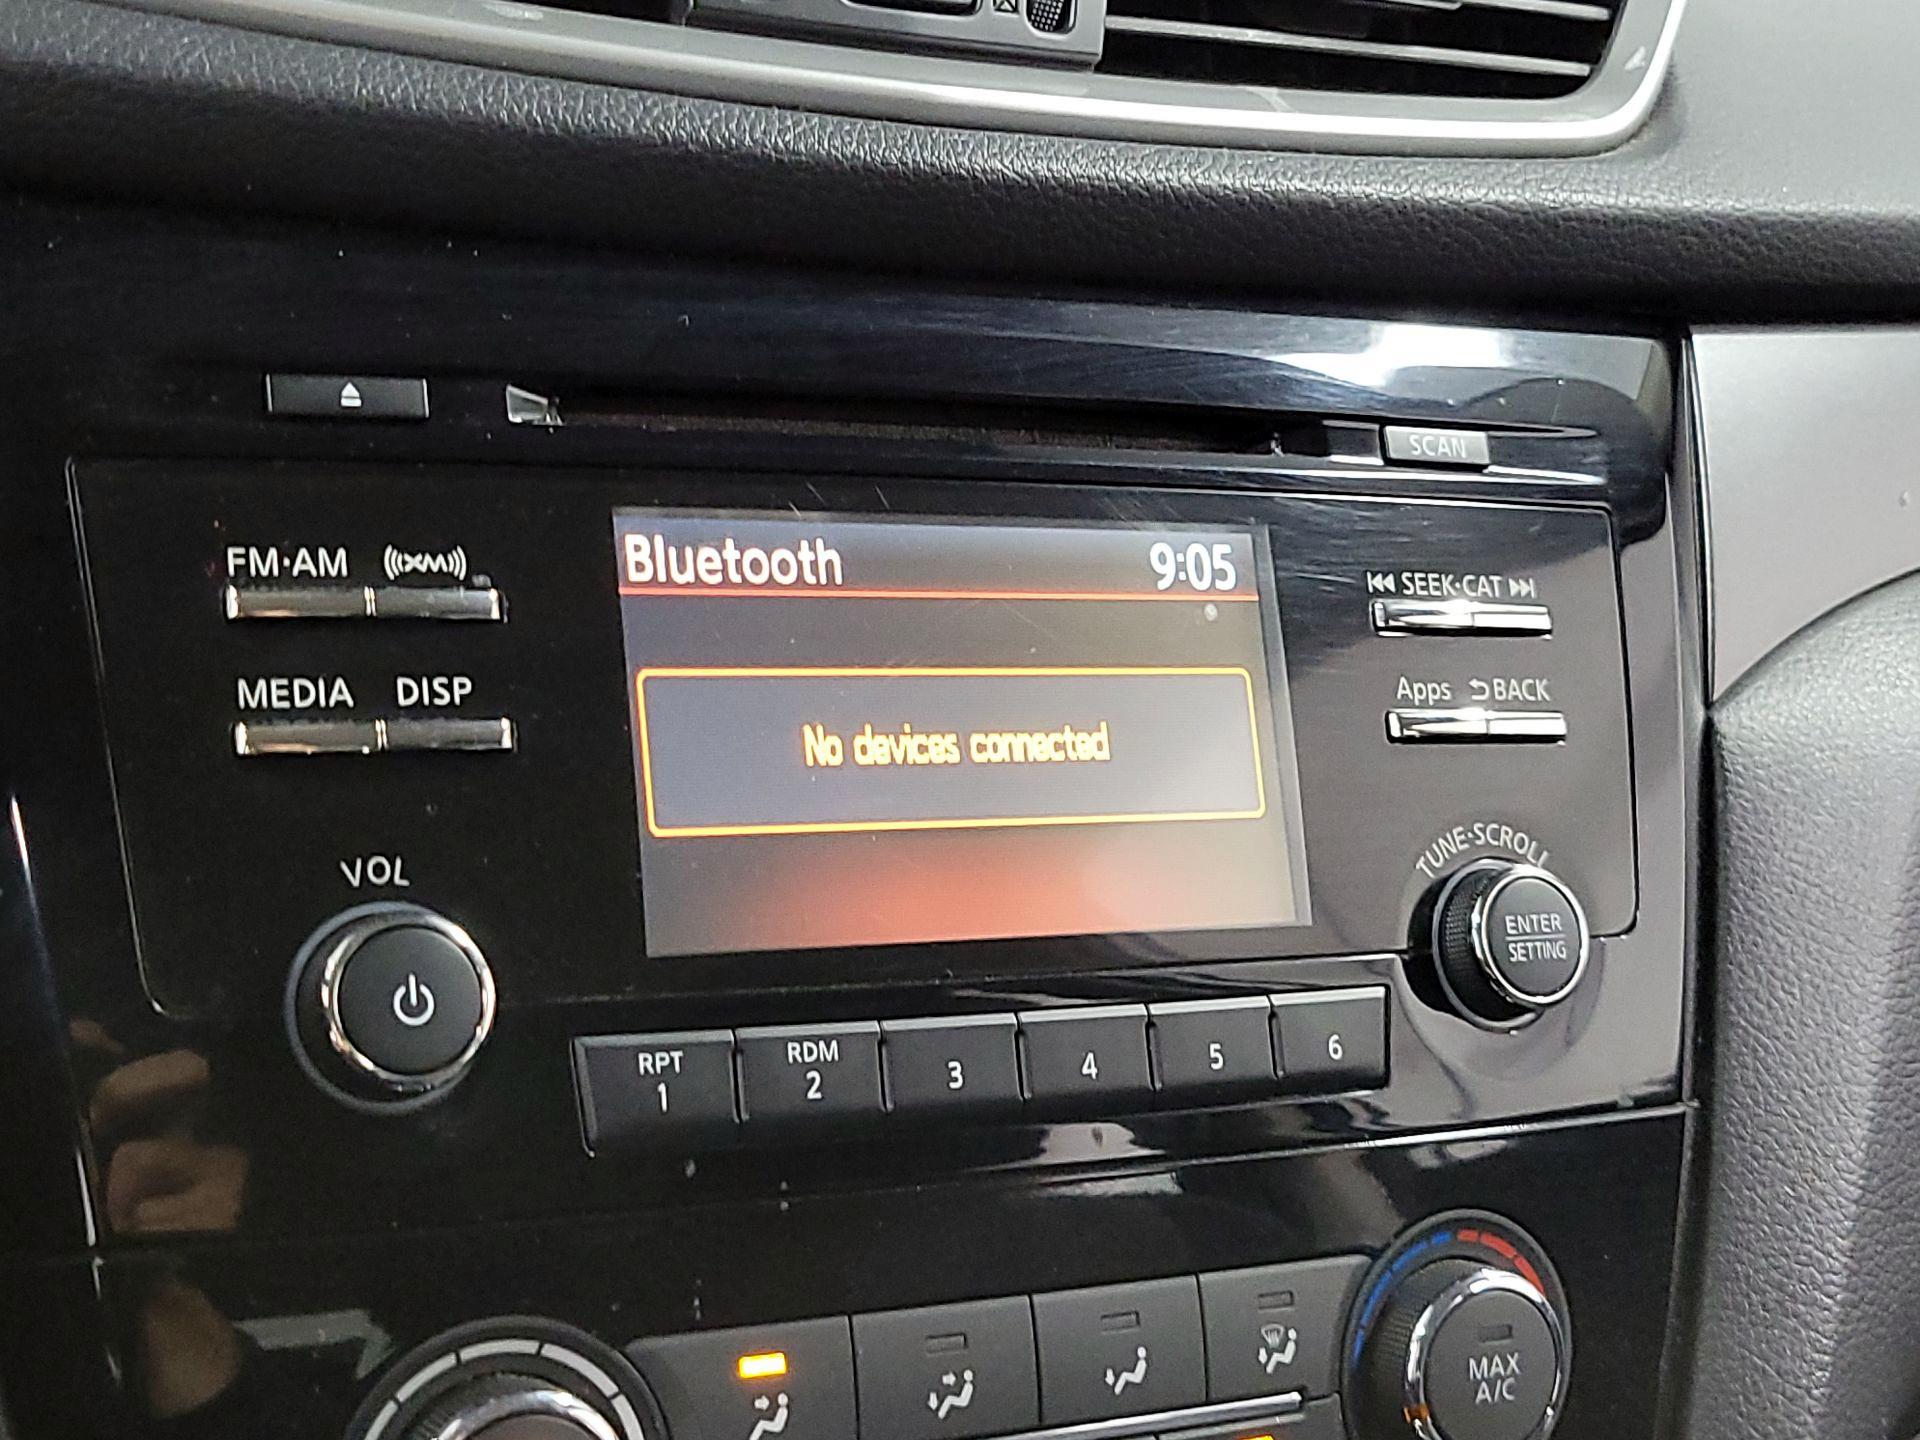 SCAN
FM·AM XM
Bluetooth 9:05
SEEK·CAT
MEDIA DISP
Apps BACK
No devices connected
VOL
TUNE·SCROLL
ENTER
SETTING
RPT
1
RDM
2
3
4
5
6
MAX
A/C